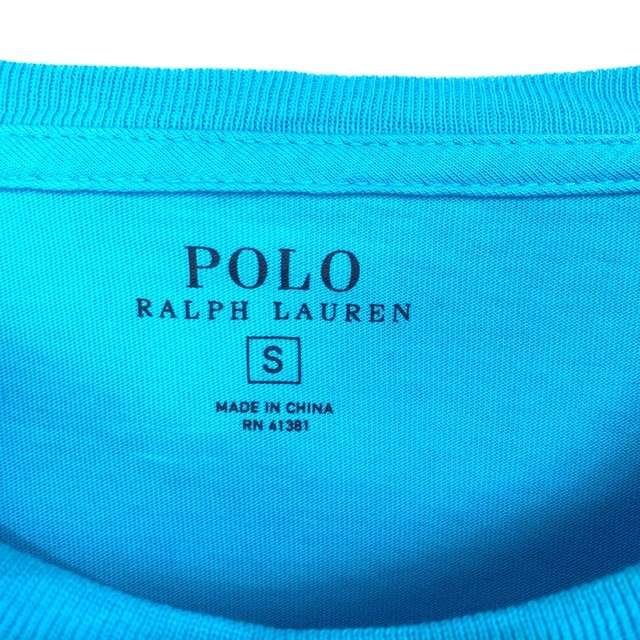 POLO
RALPH LAUREN
S
MADE IN CHINA
RN 41381